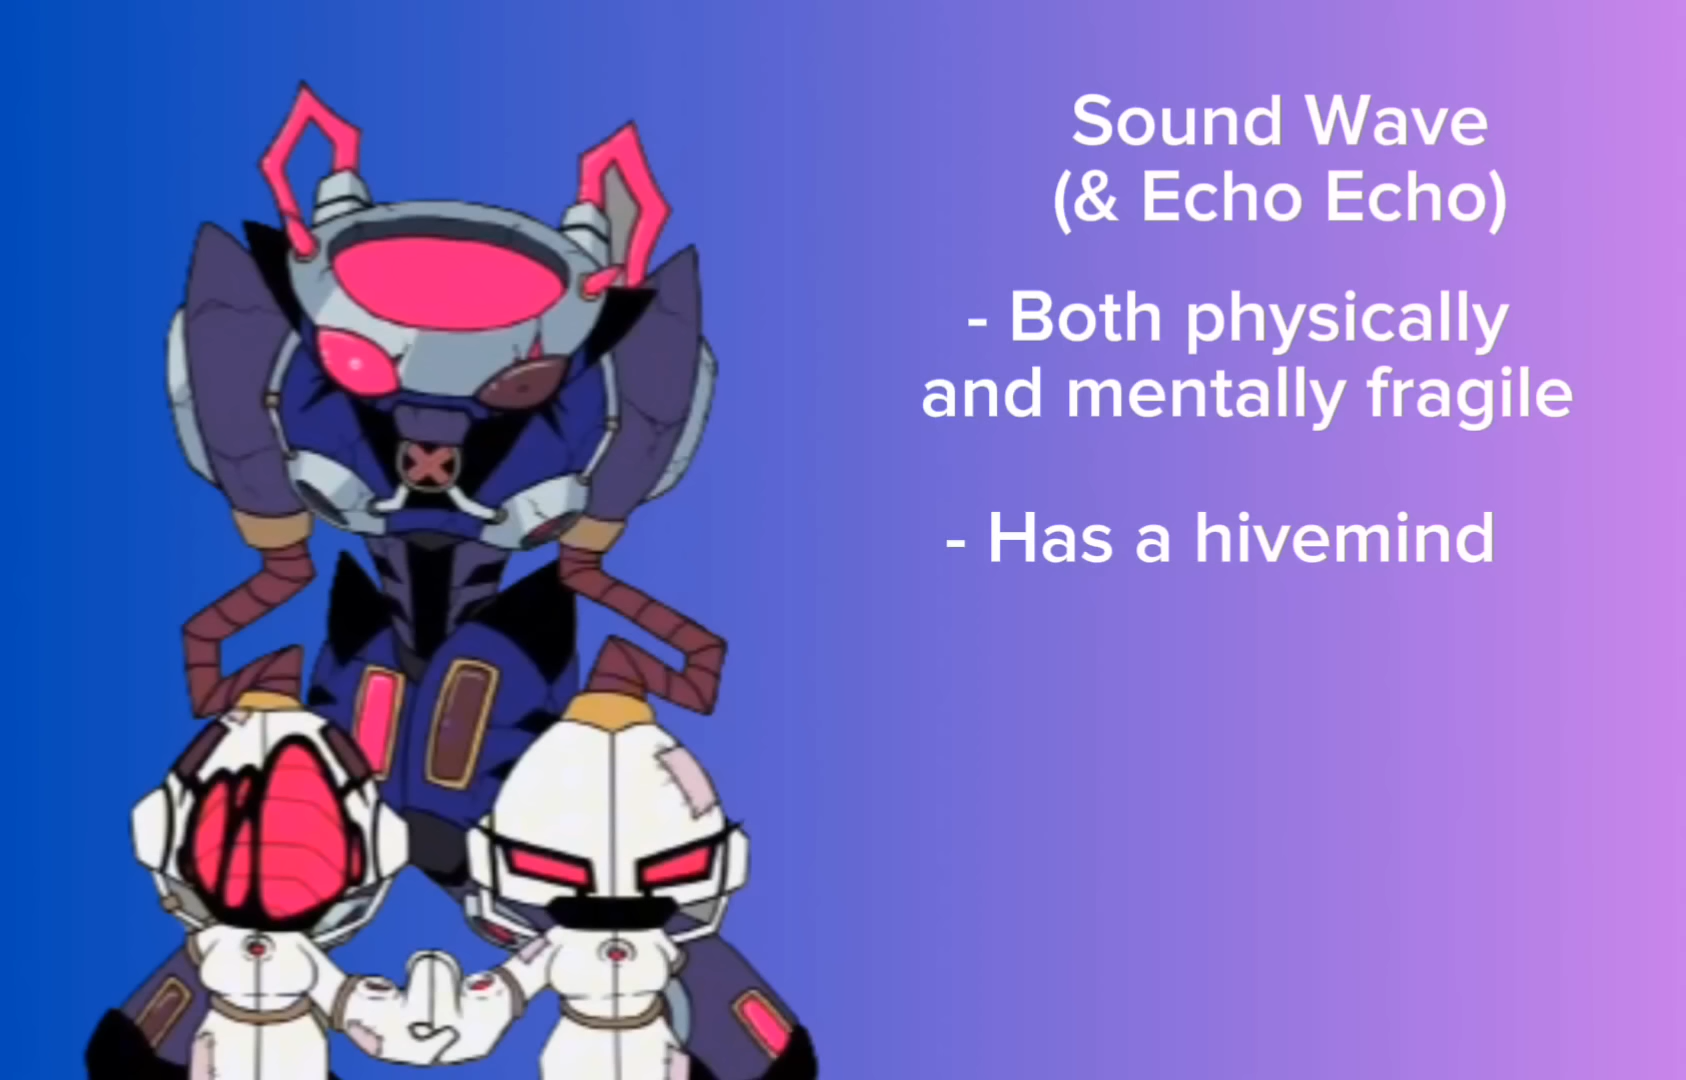 Sound Wave
(& Echo Echo)
- Both physically
and mentally fragile
- Has a hivemind